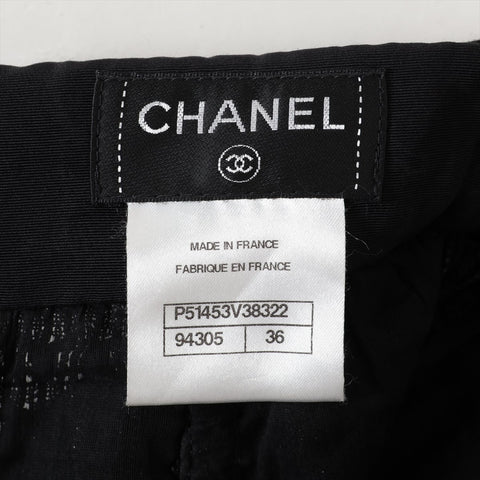 CHANEL
MADE IN FRANCE
FABRIQUE EN FRANCE
P51453V38322
94305 36